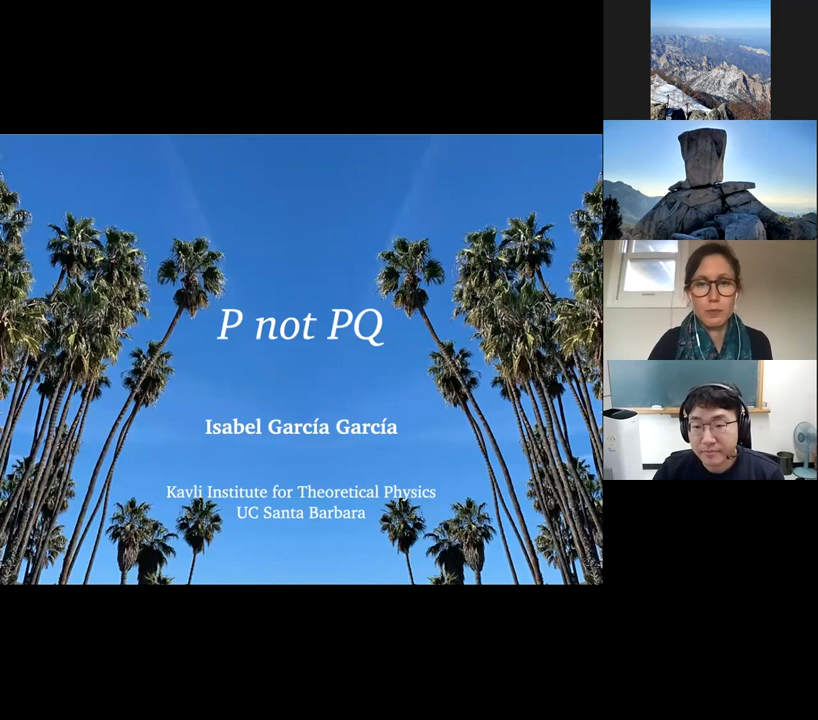 P not PQ
Isabel García García
Kavli Institute for Theoretical Physics
UC Santa Barbara